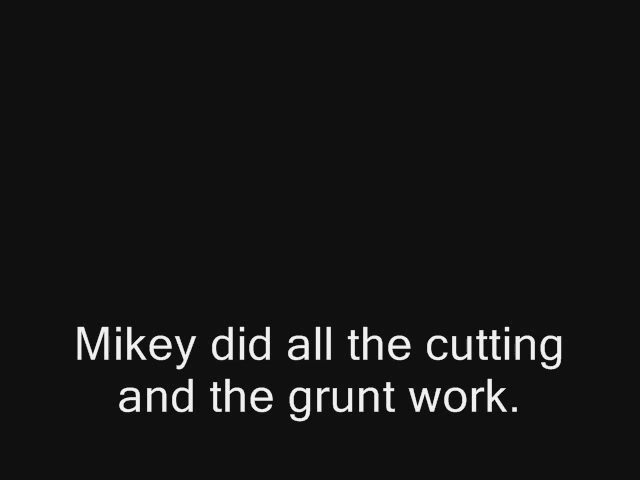 Mikey did all the cutting
and the grunt work.